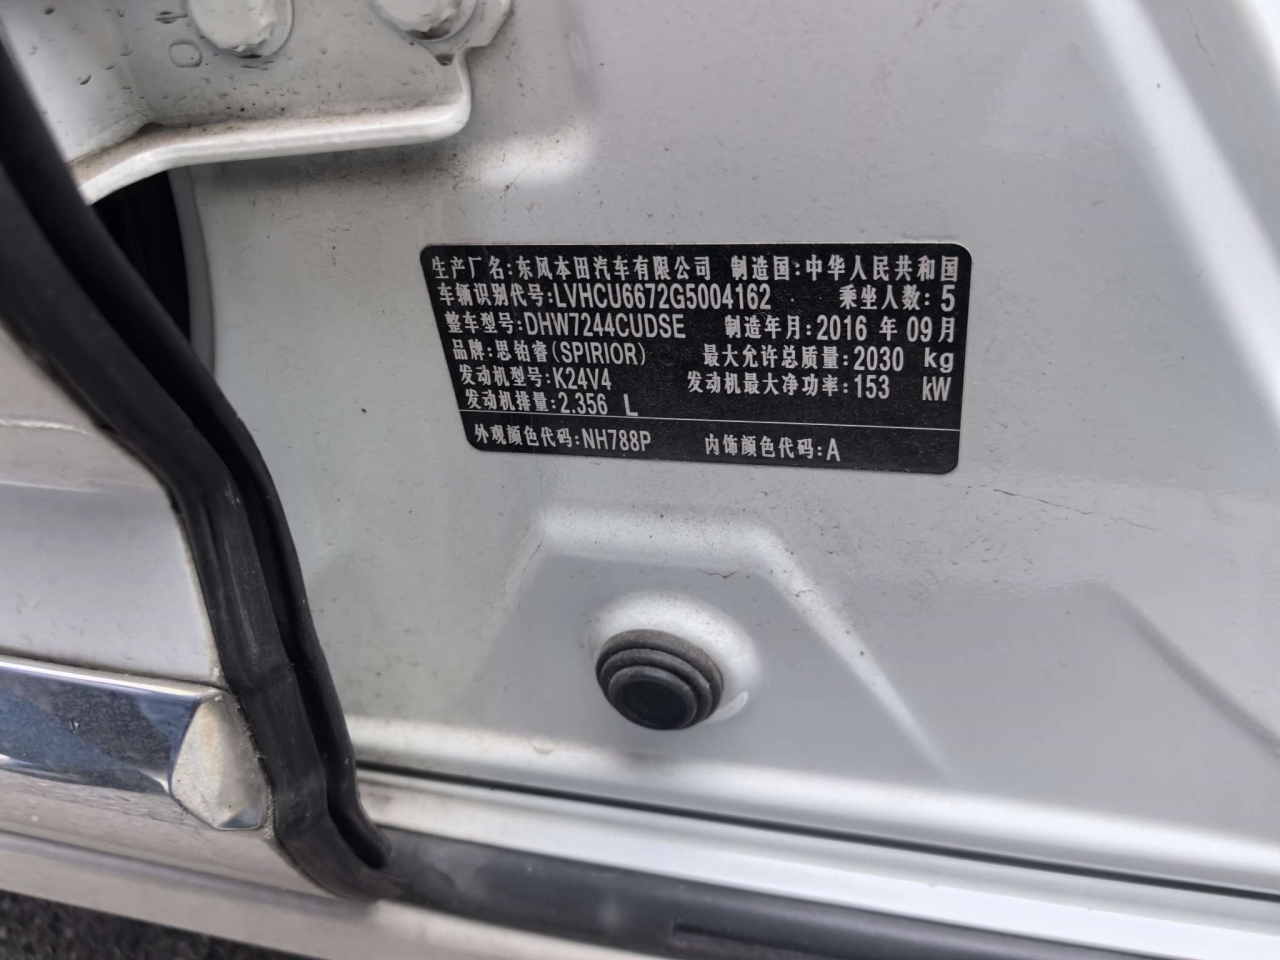 生产厂名:东风本田汽车有限公司 制造国:中华人民共和国
车辆识别代号:LVHCU6672G5004162 乘坐人数:5
整车型号:DHW7244CUDSE 制造年月:2016 年 09月
品牌:思铂睿(SPIRIOR) 最大允许总质量:2030 kg
发动机型号:K24V4 发动机最大净功率:153 kW
发动机排量:2.356 L
外观颜色代码:NH788P 内饰颜色代码:A